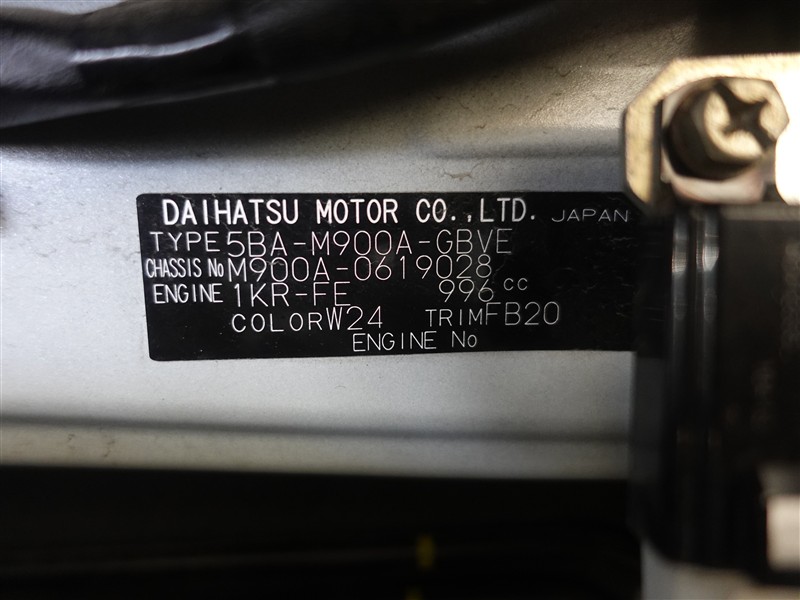 DAIHATSU MOTOR CO.,LTD. JAPAN
TYPE 5BA-M900A-GBVE
CHASSIS No M900A-0619028
ENGINE 1KR-FE 996 cc
COLOR W24 TRIM FB20
ENGINE No